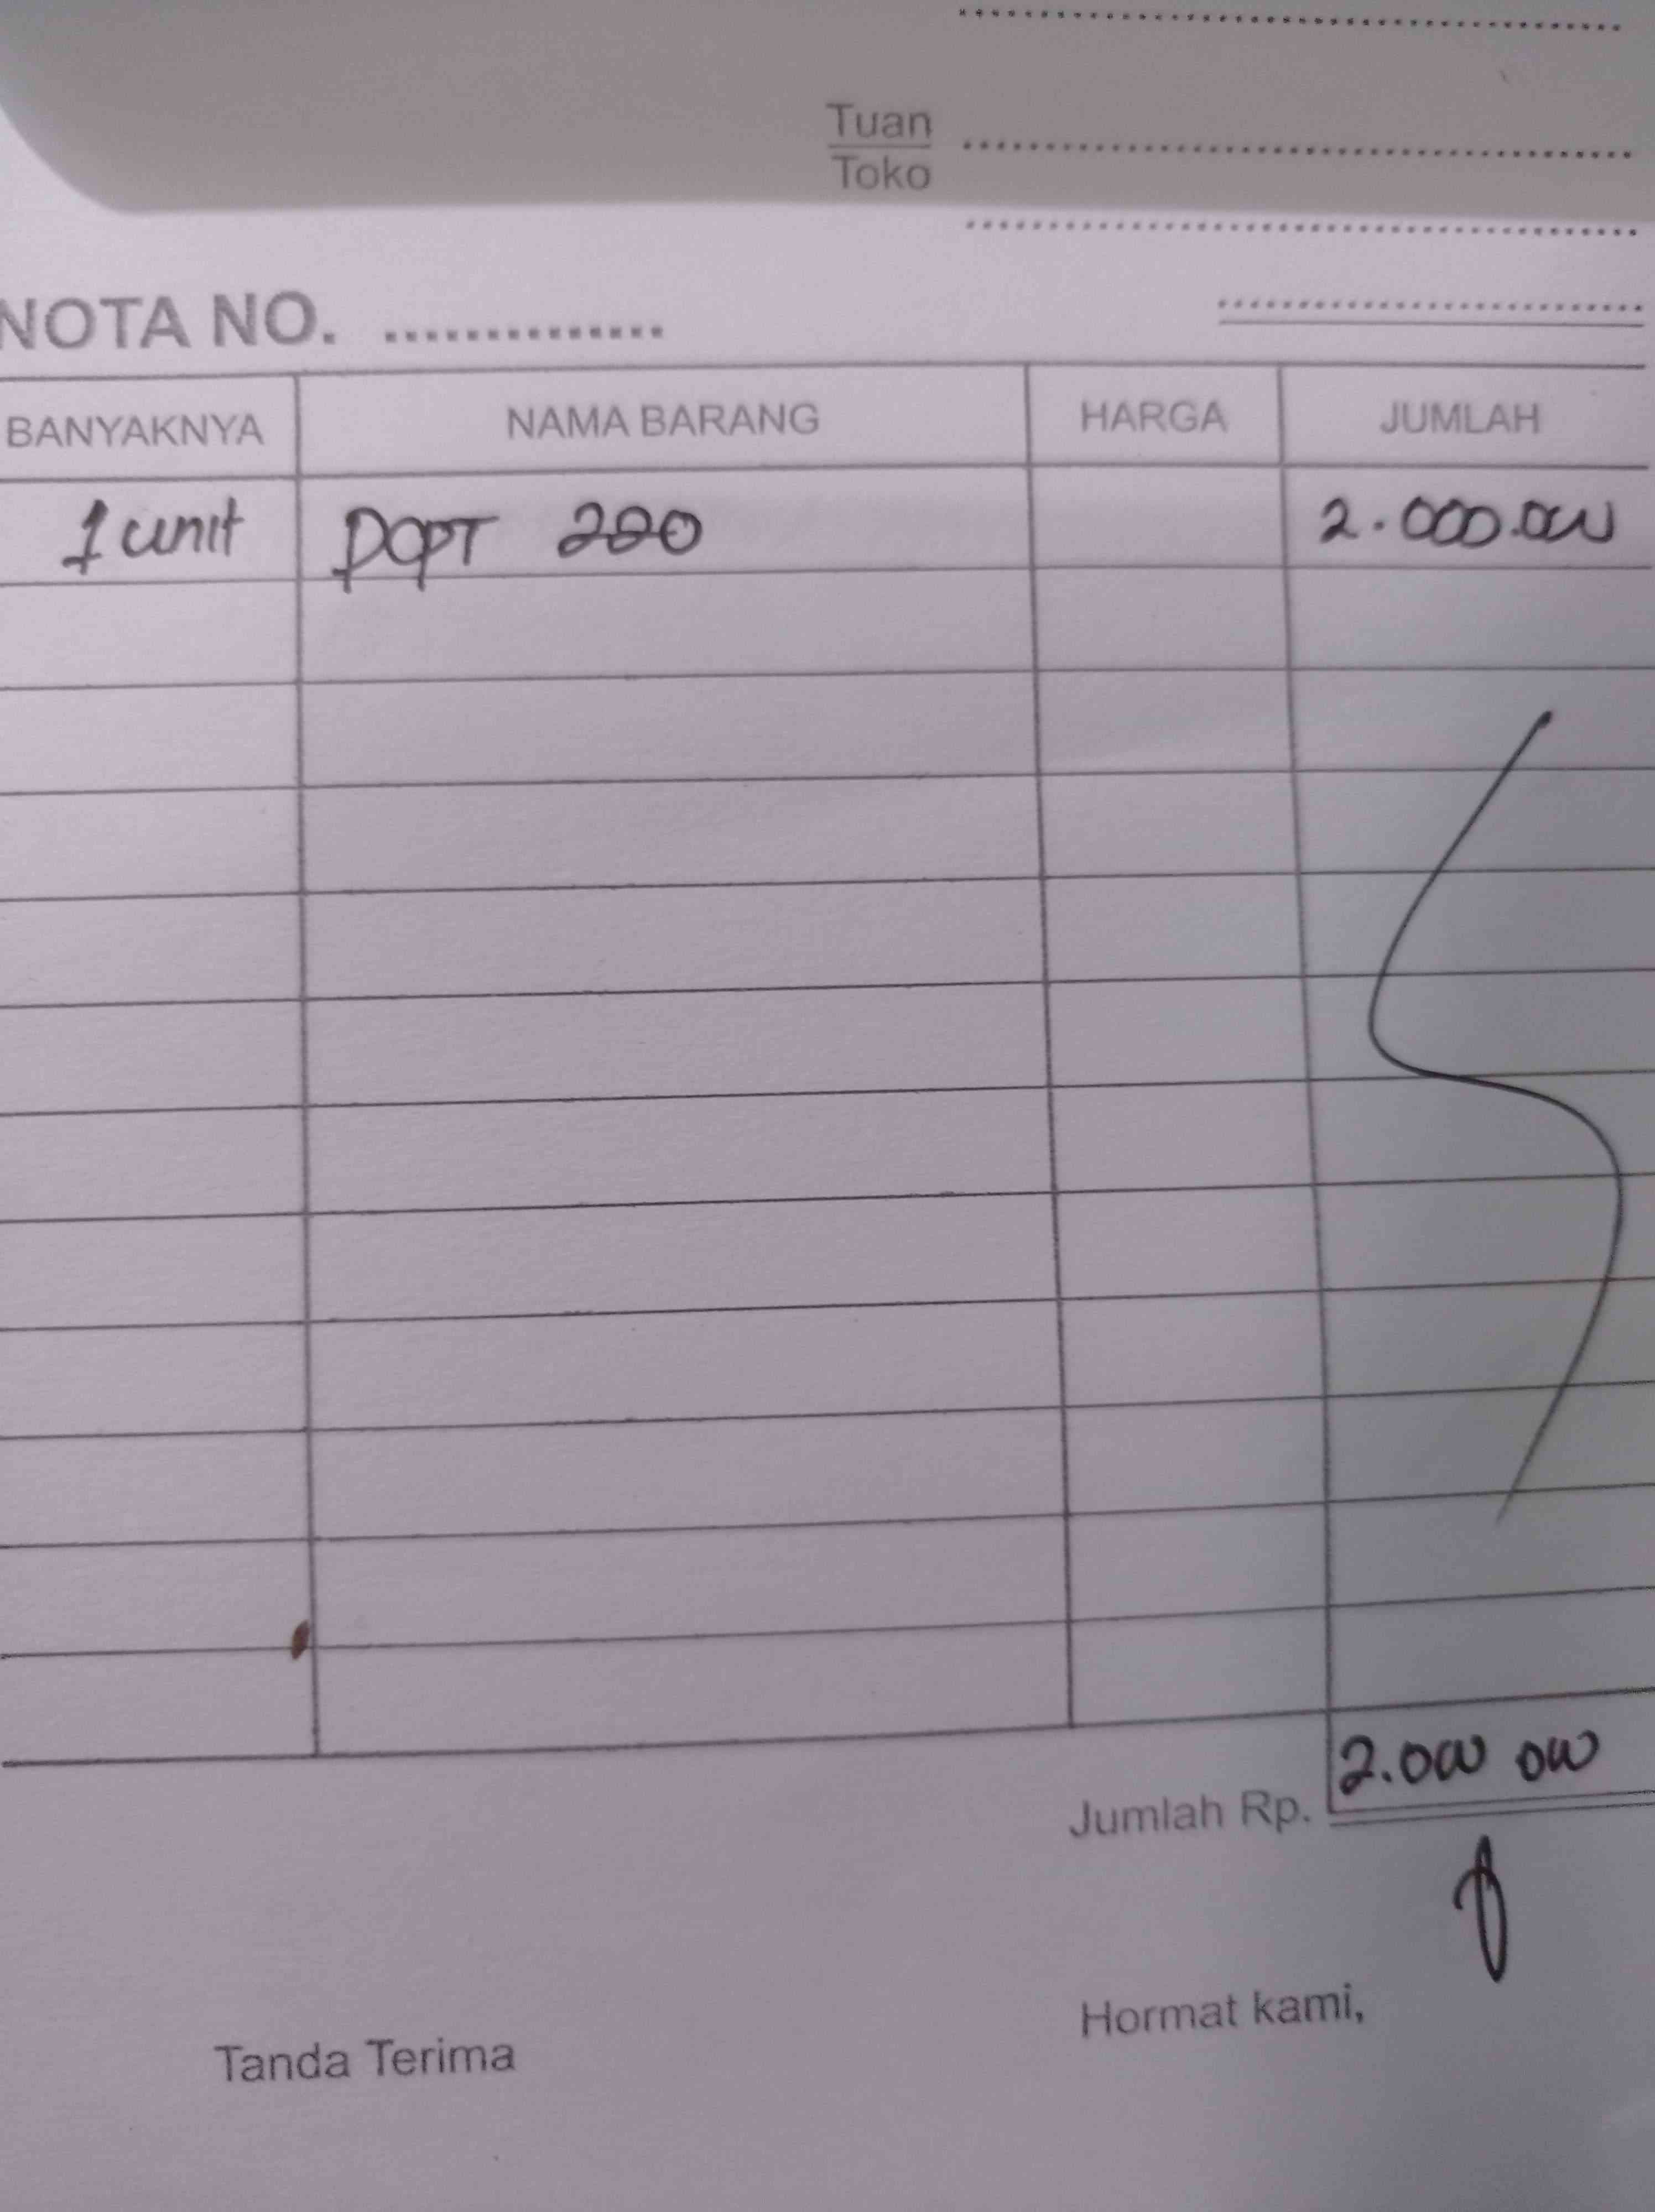 Tuan
Toko
NOTA NO.
BANYAKNYA NAMA BARANG HARGA JUMLAH
1 unit DCPT 220 2.000.000
Jumlah Rp. 2.000 000
Hormat kami,
Tanda Terima